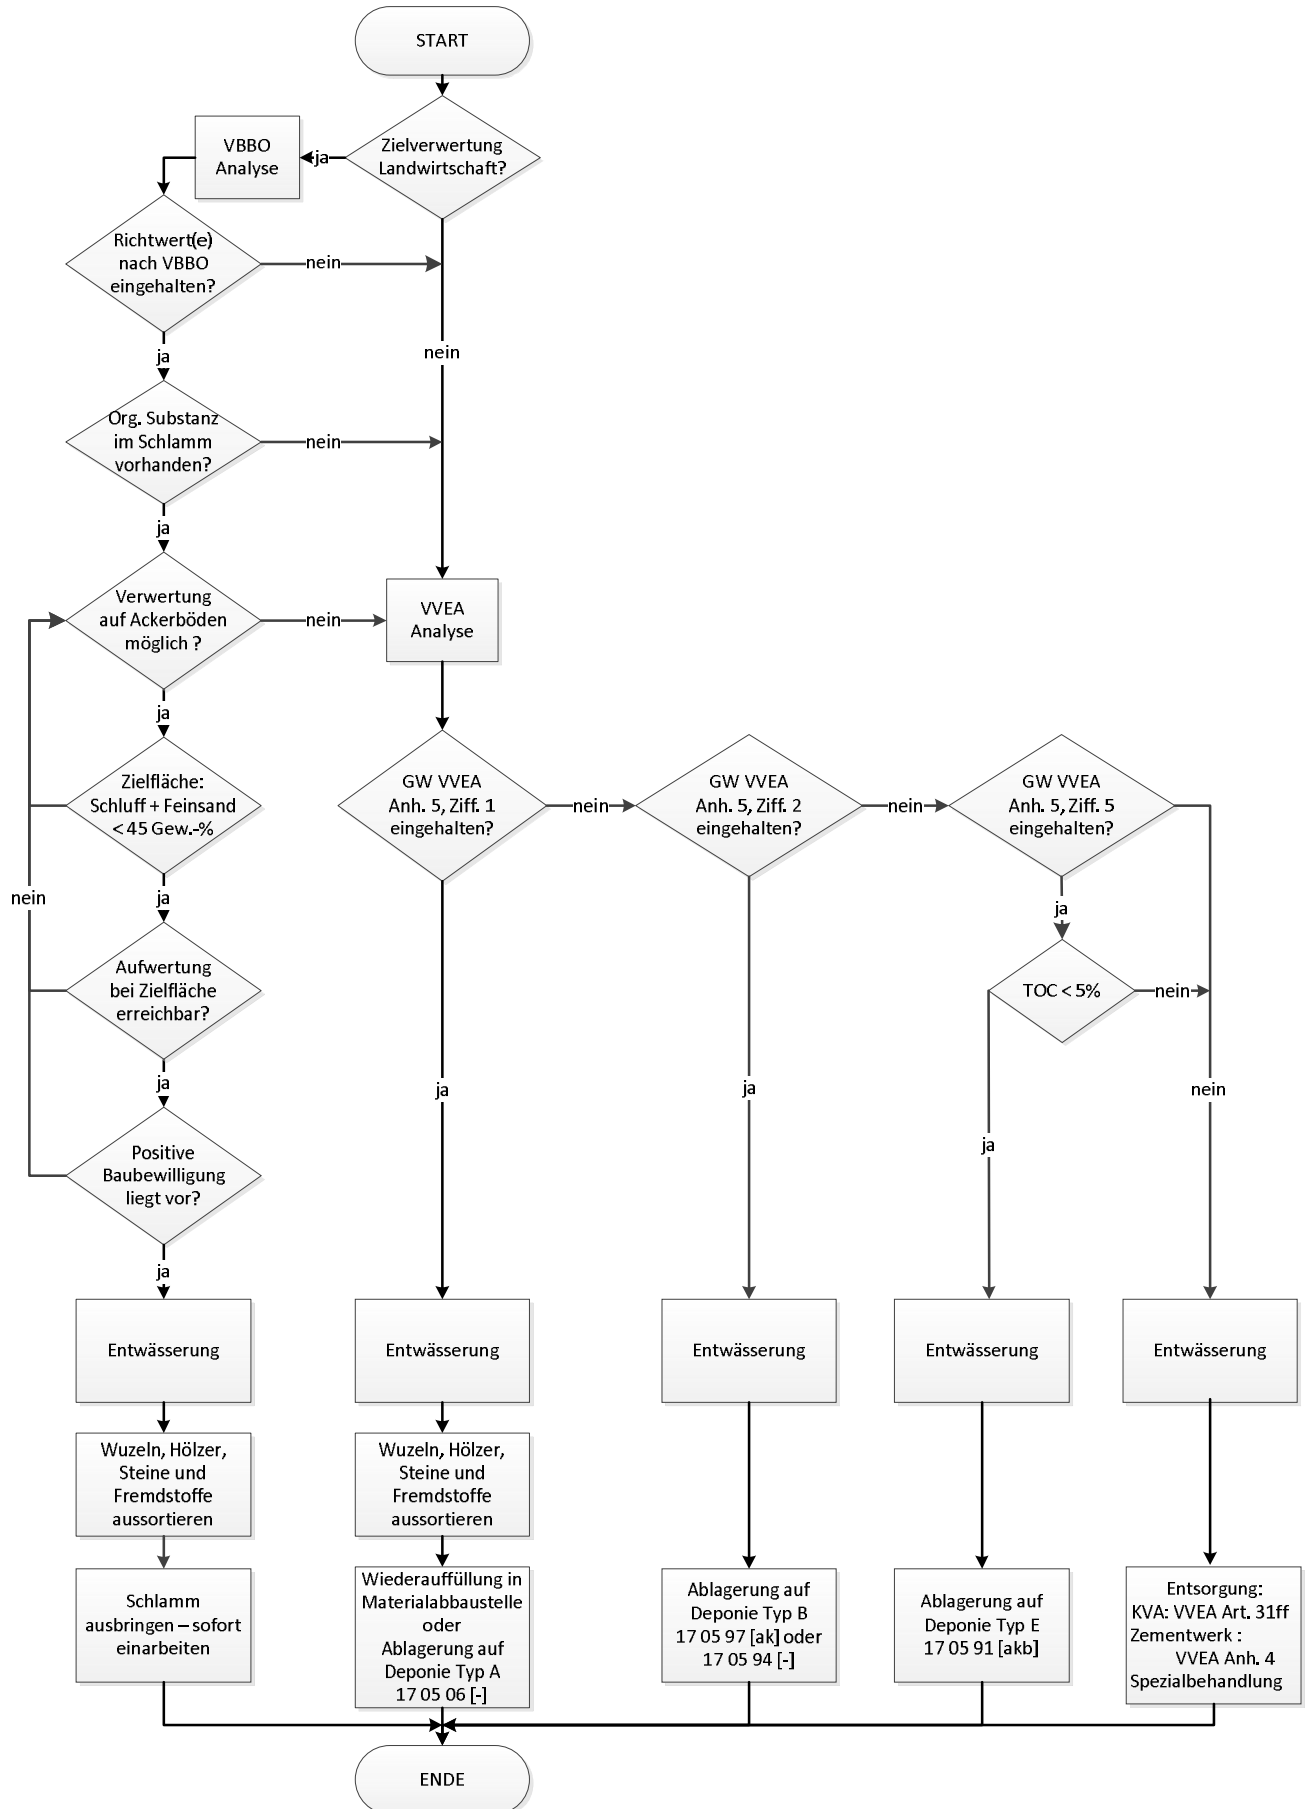 START
Zielverwertung
Landwirtschaft?
ja
VBBO
Analyse
Richtwert(e)
nach VBBO
eingehalten?
nein
nein
ja
Org. Substanz
im Schlamm
vorhanden?
nein
ja
Verwertung
auf Ackerböden
möglich ?
nein
VVEA
Analyse
ja
Zielfläche:
Schluff + Feinsand
< 45 Gew.-%
GW VVEA
Anh. 5, Ziff. 1
eingehalten?
nein
GW VVEA
Anh. 5, Ziff. 2
eingehalten?
nein
GW VVEA
Anh. 5, Ziff. 5
eingehalten?
nein
ja
ja
Aufwertung
bei Zielfläche
erreichbar?
TOC < 5%
nein
ja
ja
ja
nein
ja
Positive
Baubewilligung
liegt vor?
ja
Entwässerung
Entwässerung
Entwässerung
Entwässerung
Entwässerung
Wuzeln, Hölzer,
Steine und
Fremdstoffe
aussortieren
Wuzeln, Hölzer,
Steine und
Fremdstoffe
aussortieren
Schlamm
ausbringen – sofort
einarbeiten
Wiederauffüllung in
Materialabbaustelle
oder
Ablagerung auf
Deponie Typ A
17 05 06 [-]
Ablagerung auf
Deponie Typ B
17 05 97 [ak] oder
17 05 94 [-]
Ablagerung auf
Deponie Typ E
17 05 91 [akb]
Entsorgung:
KVA: VVEA Art. 31ff
Zementwerk :
VVEA Anh. 4
Spezialbehandlung
ENDE